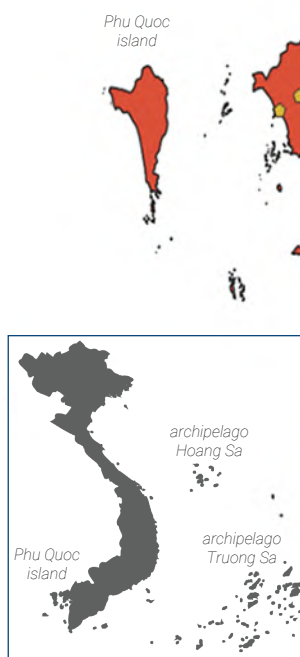 Phu Quoc
island
archipelago
Hoang Sa
archipelago
Truong Sa
Phu Quoc
island